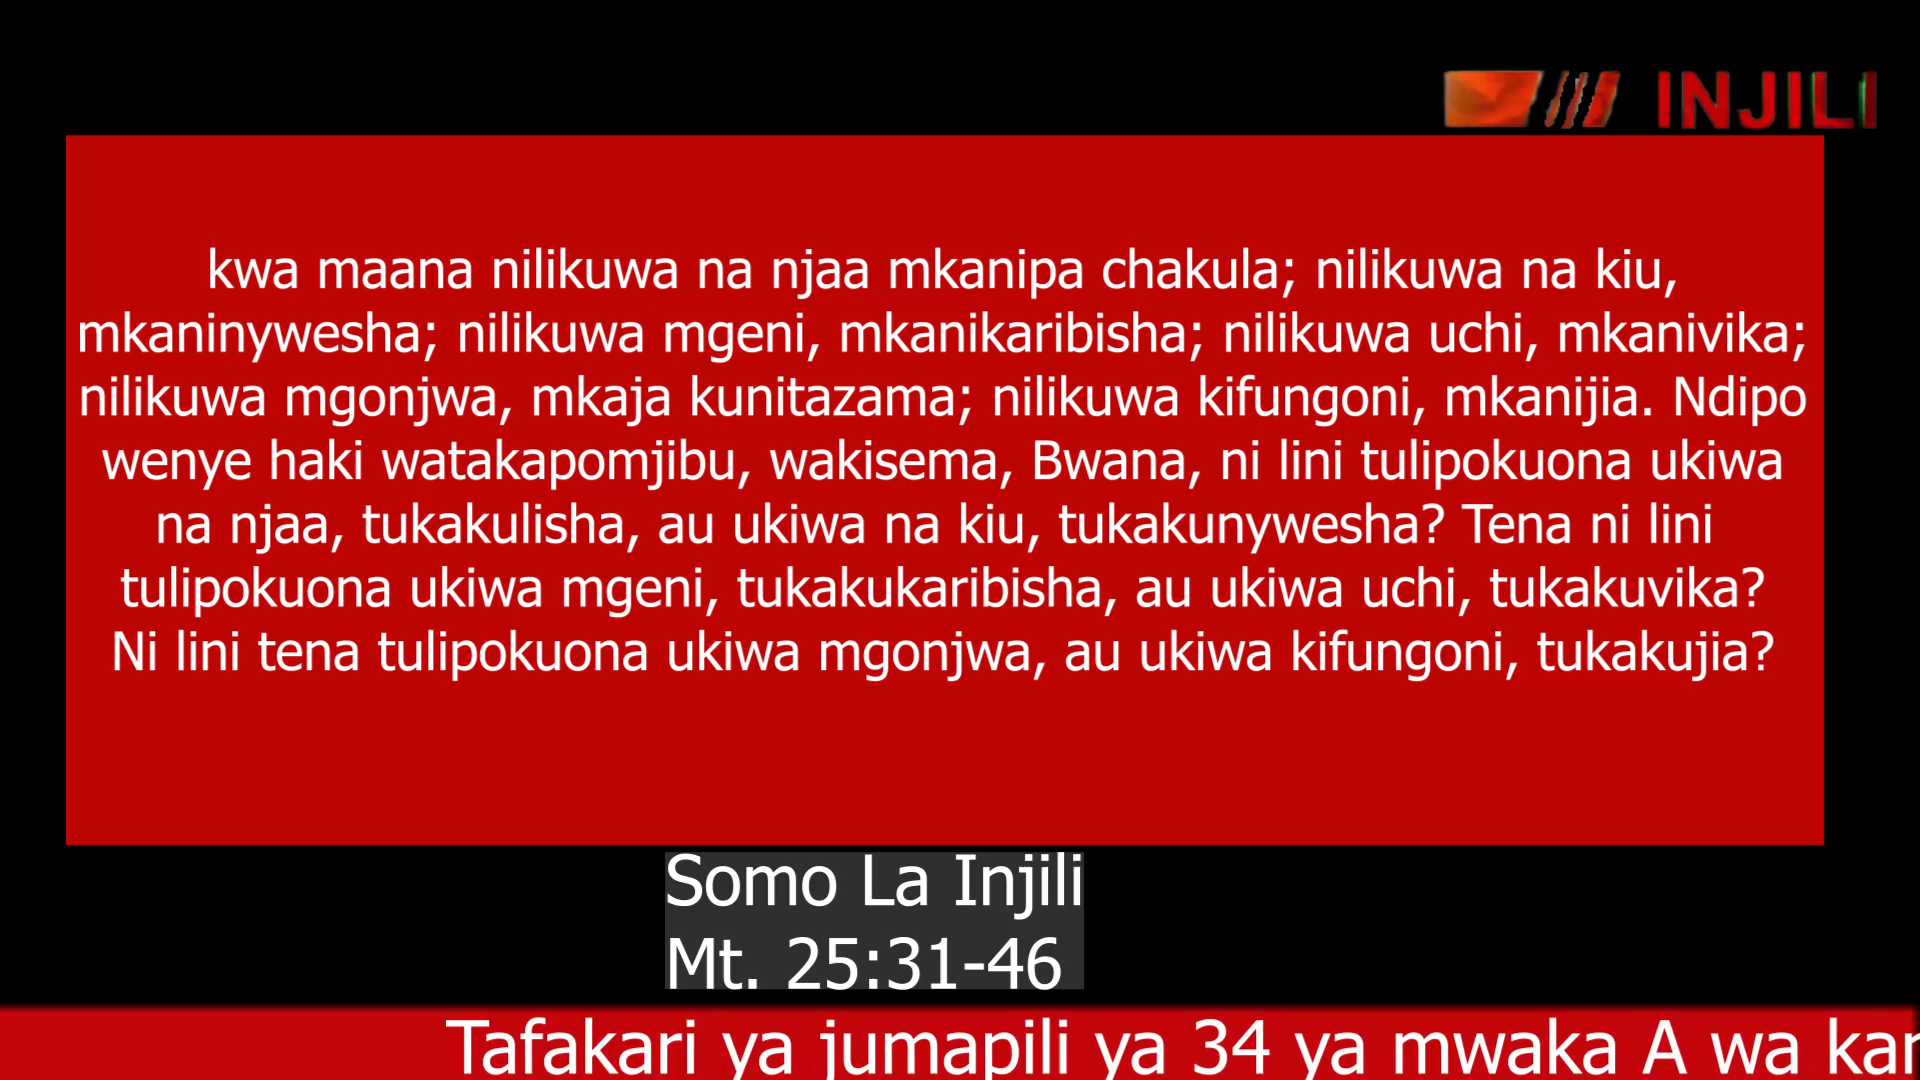 INJILI
kwa maana nilikuwa na njaa mkanipa chakula; nilikuwa na kiu,
mkaninywesha; nilikuwa mgeni, mkanikaribisha; nilikuwa uchi, mkanivika;
nilikuwa mgonjwa, mkaja kunitazama; nilikuwa kifungoni, mkanijia. Ndipo
wenye haki watakapomjibu, wakisema, Bwana, ni lini tulipokuona ukiwa
na njaa, tukakulisha, au ukiwa na kiu, tukakunywesha? Tena ni lini
tulipokuona ukiwa mgeni, tukakukaribisha, au ukiwa uchi, tukakuvika?
Ni lini tena tulipokuona ukiwa mgonjwa, au ukiwa kifungoni, tukakujia?
Somo La Injili
Mt. 25:31-46
Tafakari ya jumapili ya 34 ya mwaka A wa